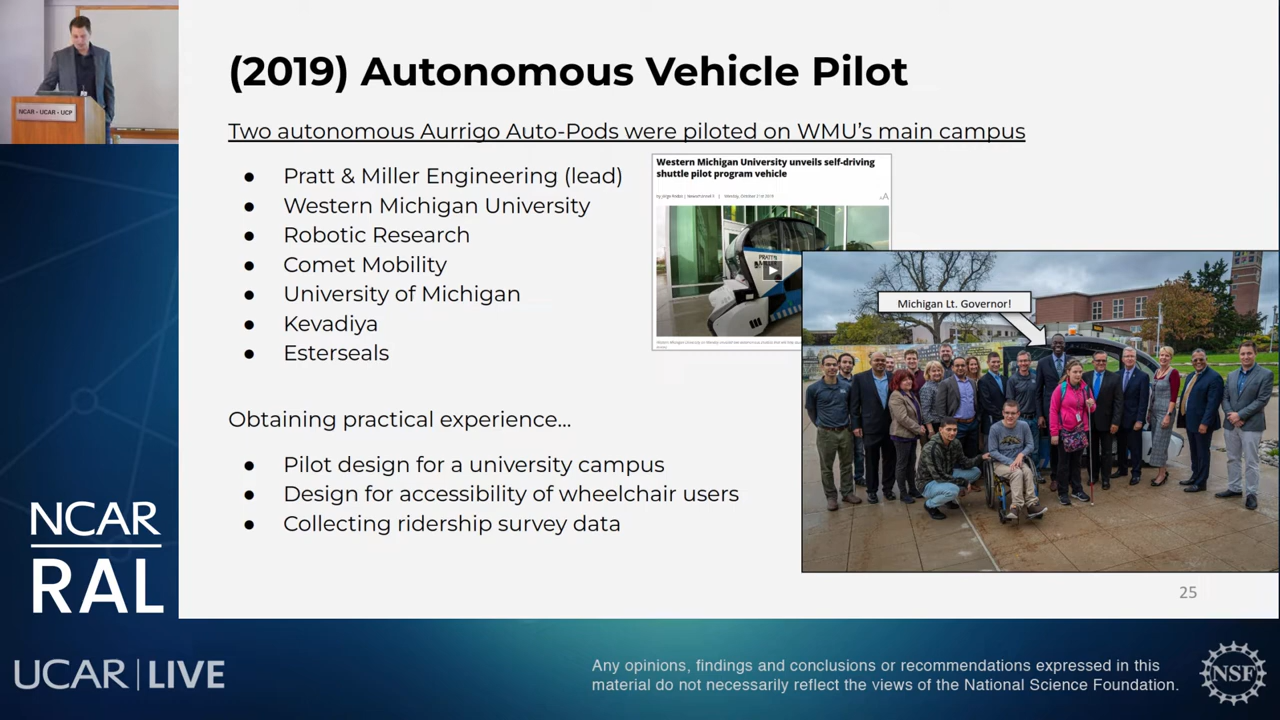 NCAR • UCAR • UCP
(2019) Autonomous Vehicle Pilot
Two autonomous Aurrigo Auto-Pods were piloted on WMU's main campus
● Pratt & Miller Engineering (lead)
● Western Michigan University
● Robotic Research
● Comet Mobility
● University of Michigan
● Kevadiya
● Esterseals
Western Michigan University unveils self-driving
shuttle pilot program vehicle
PRATT
Michigan Lt. Governor!
Obtaining practical experience...
● Pilot design for a university campus
● Design for accessibility of wheelchair users
● Collecting ridership survey data
25
NCAR
RAL
UCAR | LIVE
Any opinions, findings and conclusions or recommendations expressed in this
material do not necessarily reflect the views of the National Science Foundation.
NSF